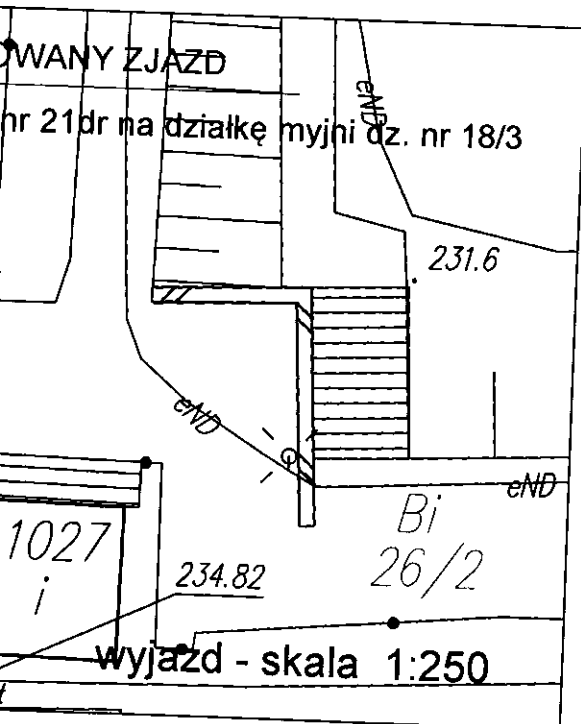 OWANY ZJAZD
nr 21dr na działkę myjni dz. nr 18/3
eND
231.6
eND
eND
Bi
26/2
1027
i
234.82
wyjazd - skala 1:250